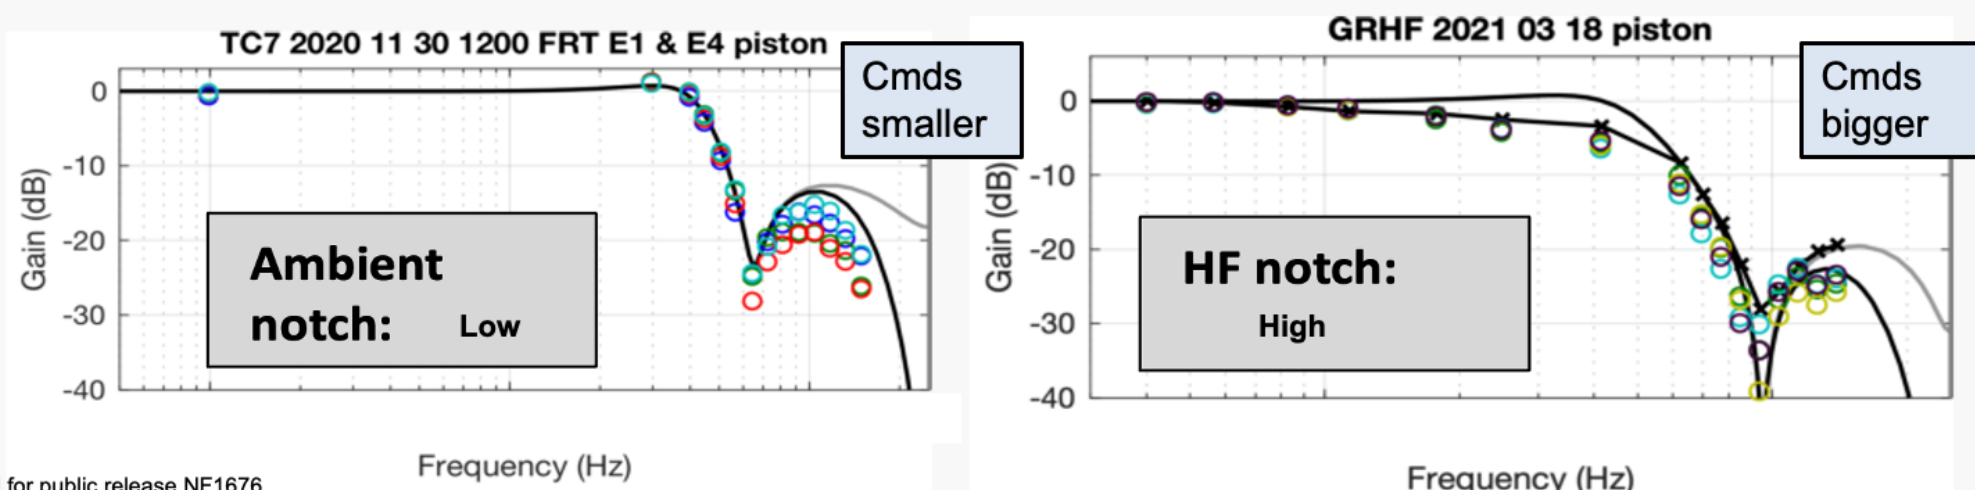 TC7 2020 11 30 1200 FRT E1 & E4 piston
Cmds
smaller
0
-10
-20
-30
-40
Gain (dB)
Ambient
notch: Low
Frequency (Hz)
for public release NF1676
GRHF 2021 03 18 piston
Cmds
bigger
0
-10
-20
-30
-40
Gain (dB)
HF notch:
High
Frequency (Hz)